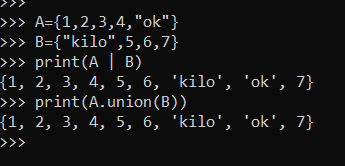 >>>
>>> A={1,2,3,4,"ok"}
>>> B={"kilo",5,6,7}
>>> print(A | B)
{1, 2, 3, 4, 5, 6, 'kilo', 'ok', 7}
>>> print(A.union(B))
{1, 2, 3, 4, 5, 6, 'kilo', 'ok', 7}
>>>